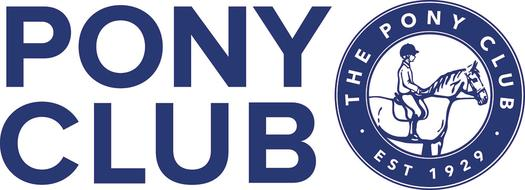 PONY
CLUB
· THE PONY CLUB ·
EST 1929